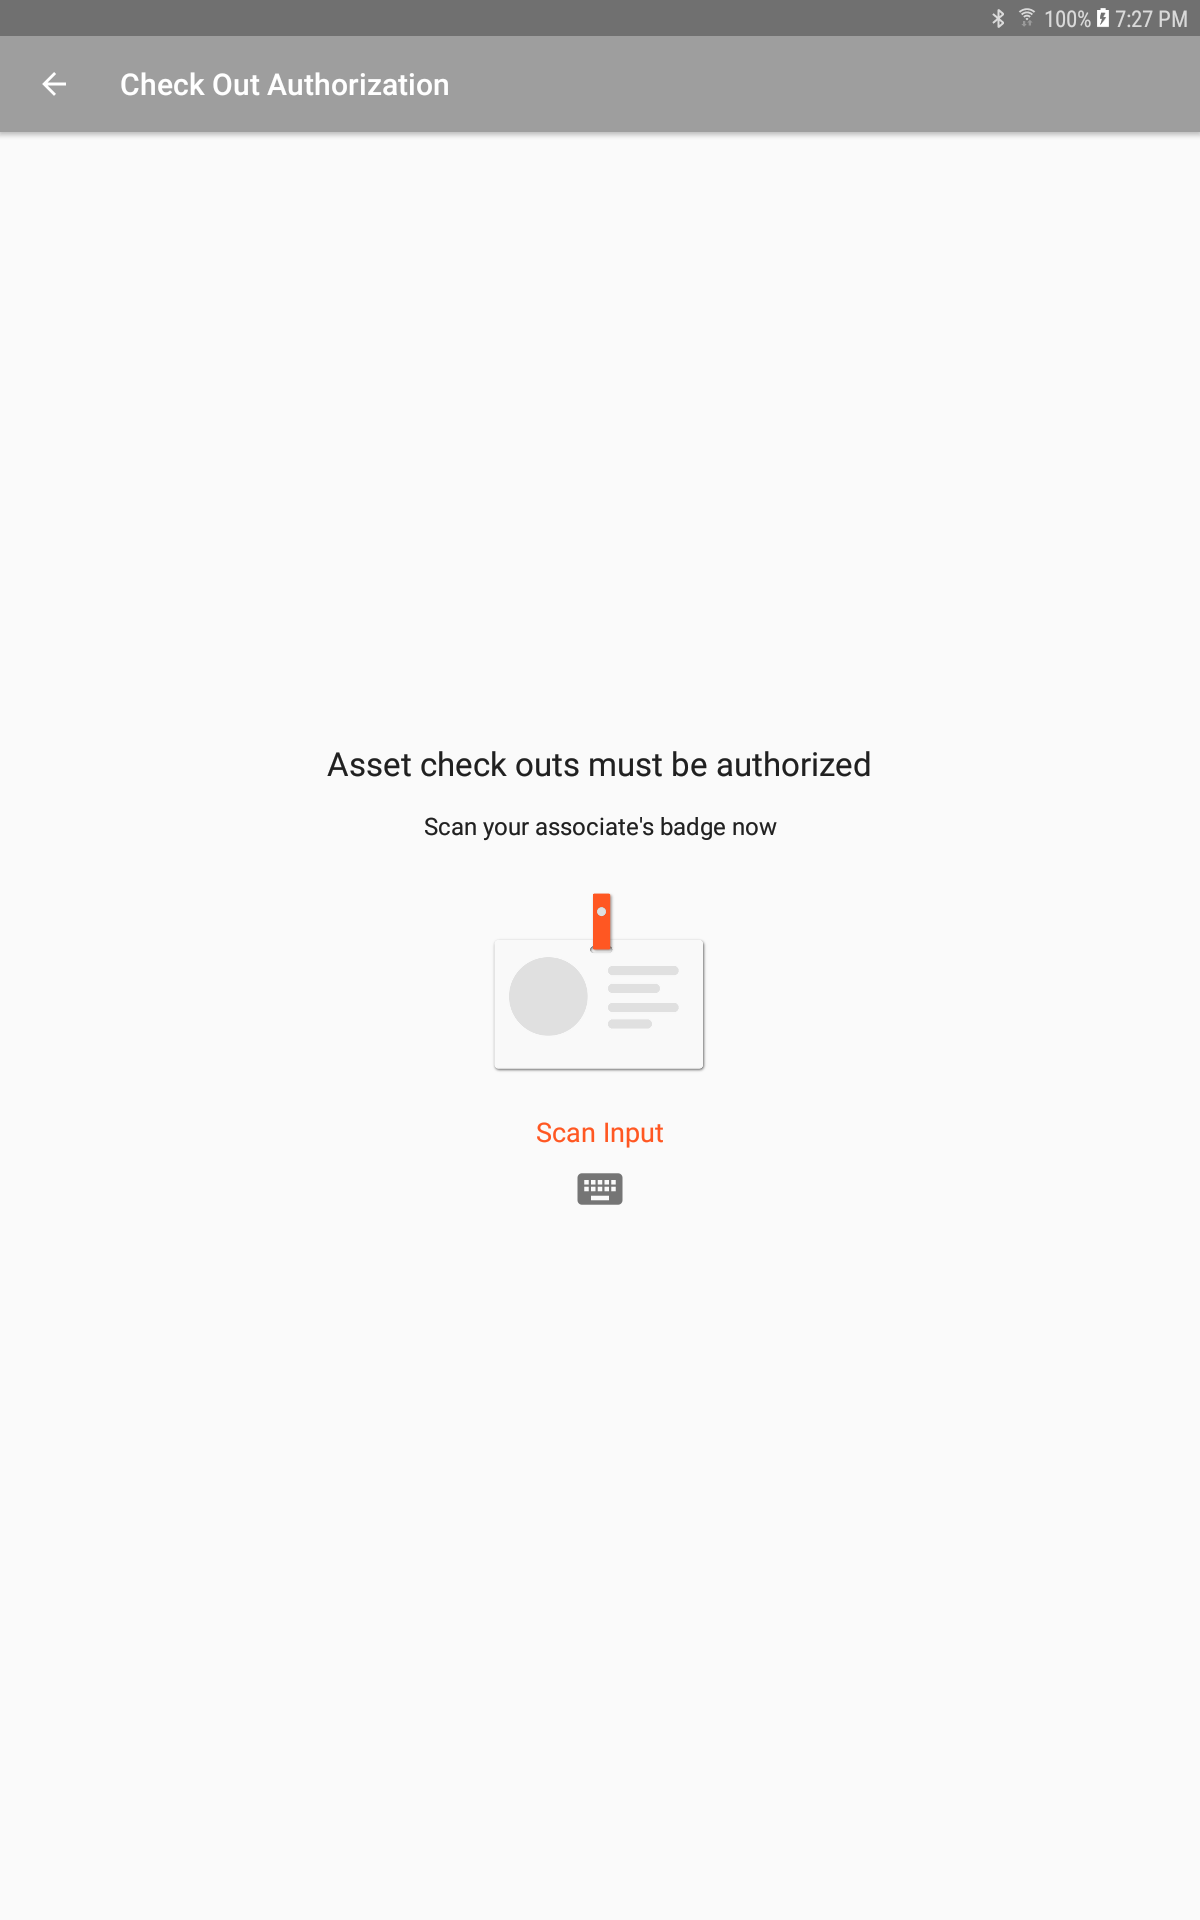 100% 7:27 PM
Check Out Authorization
Asset check outs must be authorized
Scan your associate's badge now
Scan Input